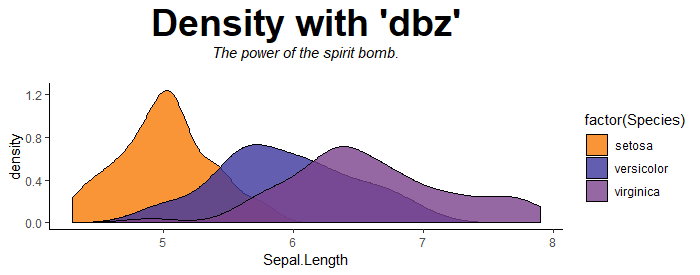 Density with 'dbz'
The power of the spirit bomb.
1.2
0.8
0.4
0.0
density
5
6
7
8
Sepal.Length
factor(Species)
setosa
versicolor
virginica